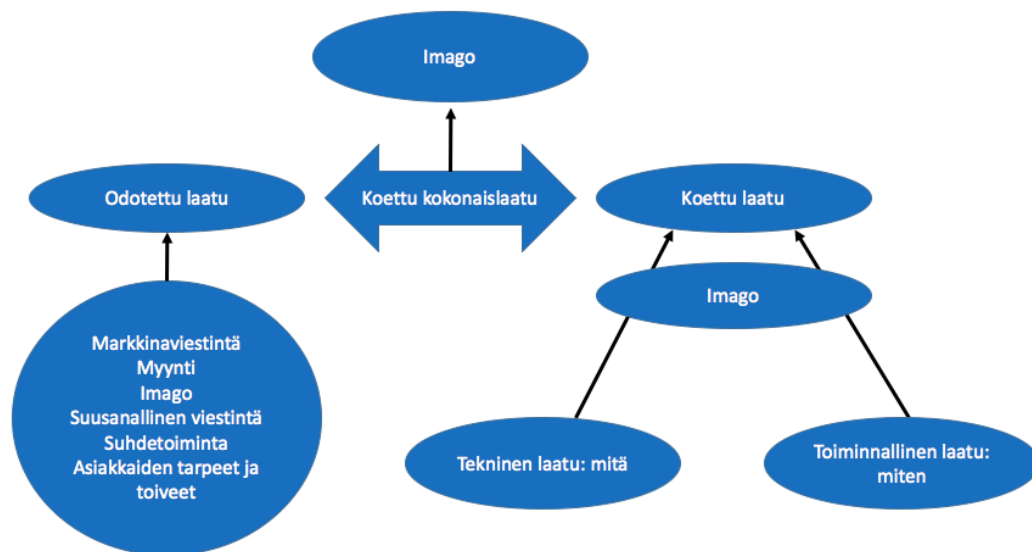 Imago
Odotettu laatu
Koettu kokonaislaatu
Koettu laatu
Imago
Markkinaviestintä
Myynti
Imago
Suusanallinen viestintä
Suhdetoiminta
Asiakkaiden tarpeet ja
toiveet
Tekninen laatu: mitä
Toiminnallinen laatu:
miten